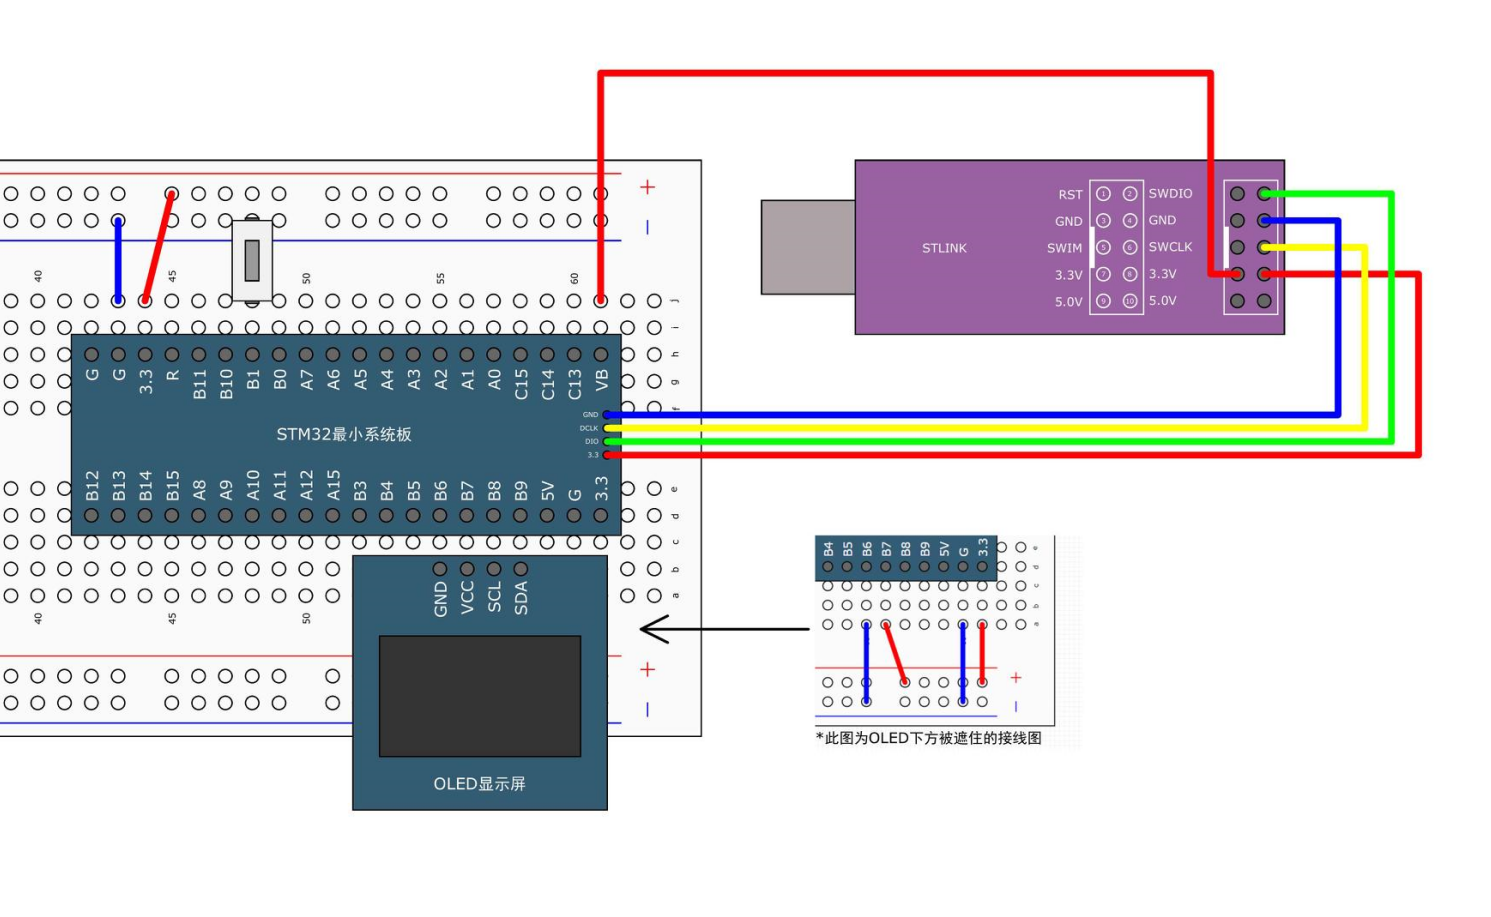 +
−
40
45
50
55
60
j
i
h
g
f
G G 3.3 R B11 B10 B1 B0 A7 A6 A5 A4 A3 A2 A1 A0 C15 C14 C13 VB
GND
DCLK
DIO
3.3
STM32最小系统板
B12 B13 B14 B15 A8 A9 A10 A11 A12 A15 B3 B4 B5 B6 B7 B8 B9 5V G 3.3
e
d
c
b
a
40
45
50
GND VCC SCL SDA
+
−
OLED显示屏
STLINK
RST 1 2 SWDIO
GND 3 4 GND
SWIM 5 6 SWCLK
3.3V 7 8 3.3V
5.0V 9 10 5.0V
B4 B5 B6 B7 B8 B9 5V G 3.3
e
d
c
b
a
+
−
*此图为OLED下方被遮住的接线图